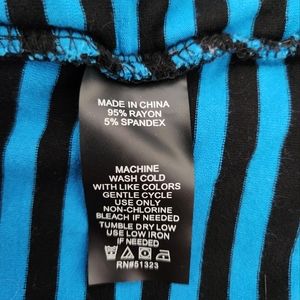 MADE IN CHINA
95% RAYON
5% SPANDEX
MACHINE
WASH COLD
WITH LIKE COLORS
GENTLE CYCLE
USE ONLY
NON-CHLORINE
BLEACH IF NEEDED
TUMBLE DRY LOW
USE LOW IRON
IF NEEDED
RN#51323